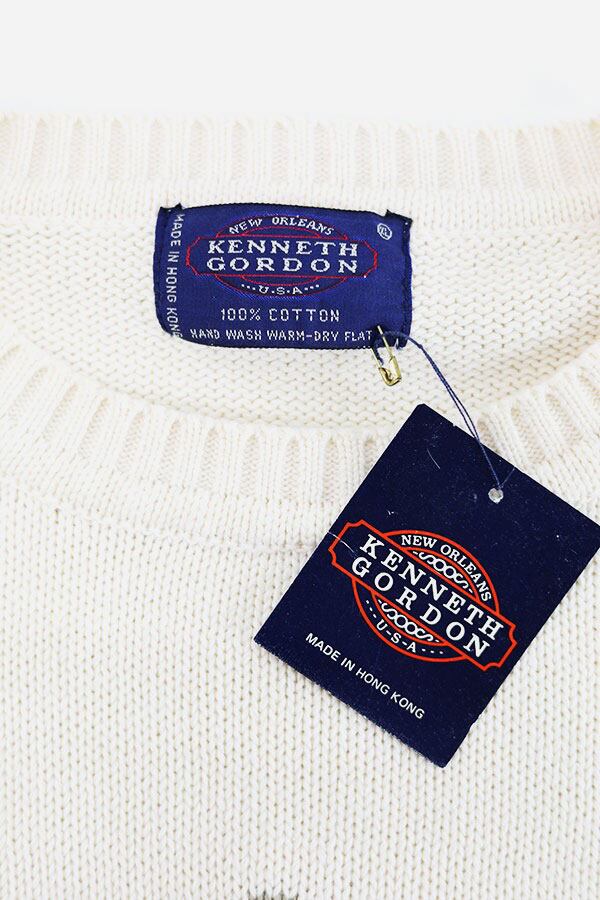 MADE IN HONG KONG
NEW ORLEANS
KENNETH
GORDON
U.S.A
®
100% COTTON
HAND WASH WARM-DRY FLAT
NEW ORLEANS
KENNETH
GORDON
U-S-A
MADE IN HONG KONG